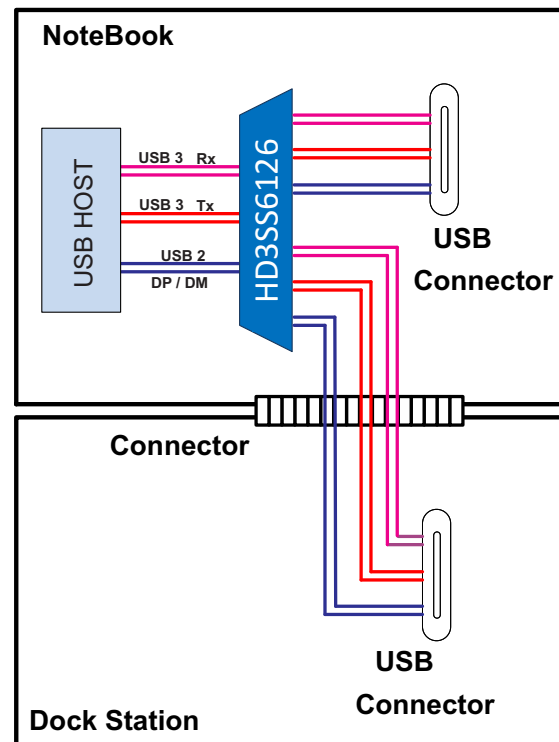 NoteBook
USB HOST
USB 3 Rx
USB 3 Tx
USB 2
DP / DM
HD3SS6126
USB
Connector
Connector
USB
Connector
Dock Station